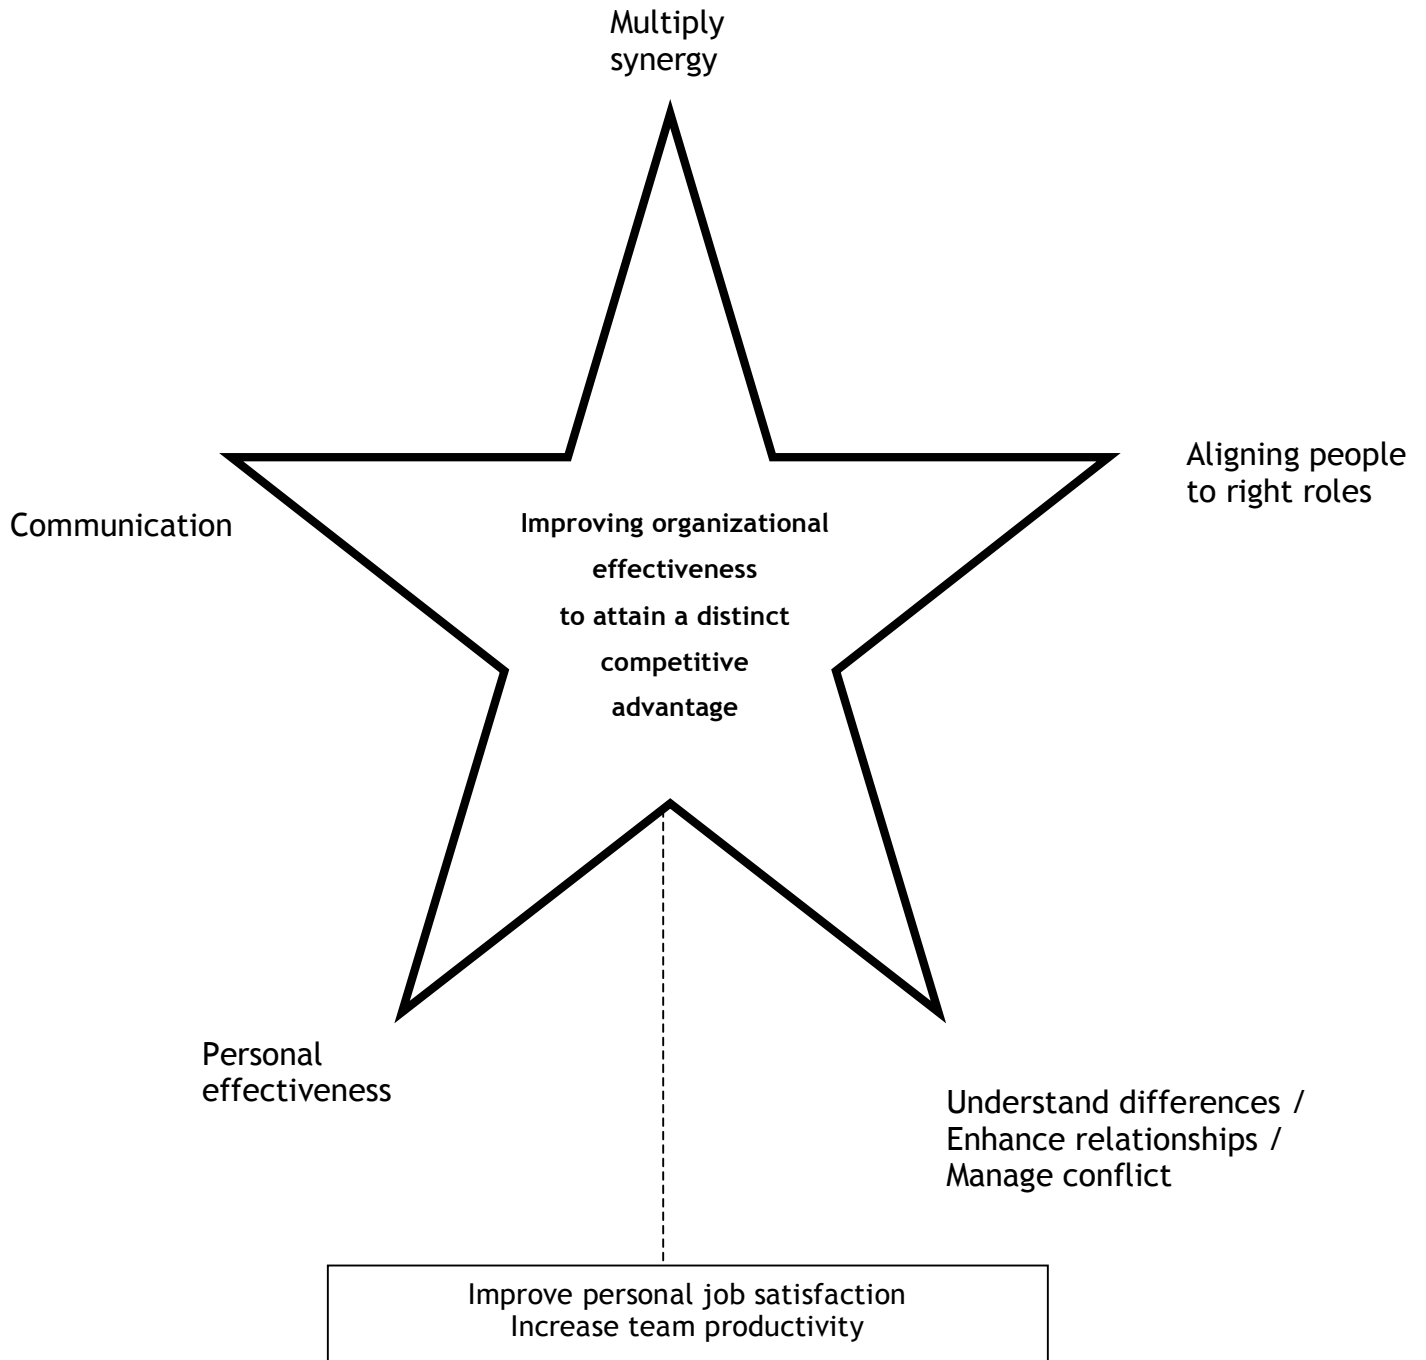 Multiply
synergy
Aligning people
to right roles
Communication
Improving organizational
effectiveness
to attain a distinct
competitive
advantage
Personal
effectiveness
Understand differences /
Enhance relationships /
Manage conflict
Improve personal job satisfaction
Increase team productivity